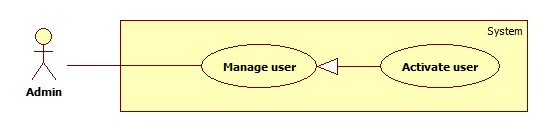 System
Manage user
Activate user
Admin